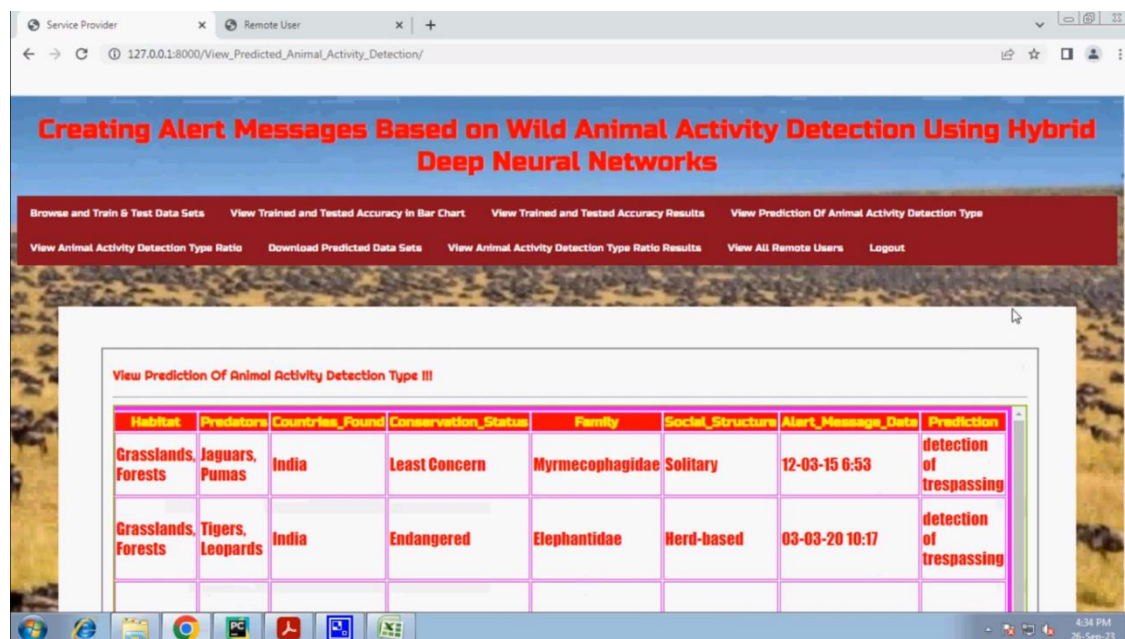 Service Provider
Remote User
127.0.0.1:8000/View_Predicted_Animal_Activity_Detection/
Creating Alert Messages Based on Wild Animal Activity Detection Using Hybrid
Deep Neural Networks
Browse and Train & Test Data Sets View Trained and Tested Accuracy in Bar Chart View Trained and Tested Accuracy Results View Prediction Of Animal Activity Detection Type
View Animal Activity Detection Type Ratio Download Predicted Data Sets View Animal Activity Detection Type Ratio Results View All Remote Users Logout
View Prediction Of Animal Activity Detection Type !!!
Habitat Predators Countries_Found Conservation_Status Family Social_Structure Alert_Message_Date Prediction
Grasslands, Forests Jaguars, Pumas India Least Concern Myrmecophagidae Solitary 12-03-15 6:53 detection of trespassing
Grasslands, Forests Tigers, Leopards India Endangered Elephantidae Herd-based 03-03-20 10:17 detection of trespassing
PC
4:34 PM
26-Sep-23